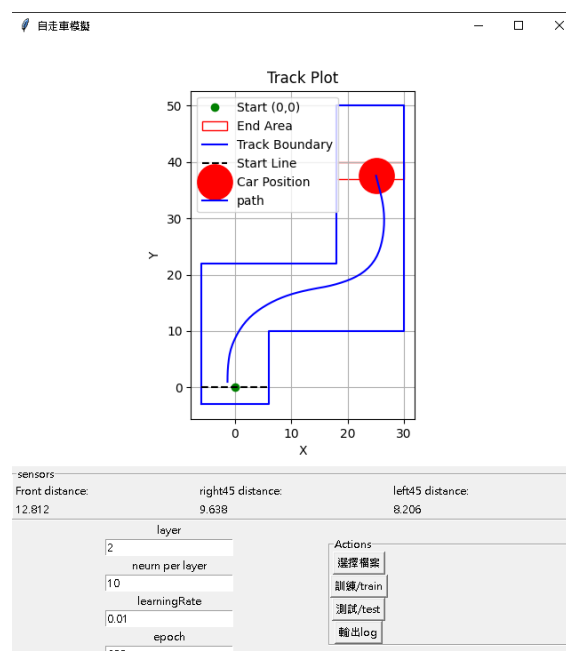 自走車模擬
Track Plot
Start (0,0)
End Area
Track Boundary
Start Line
Car Position
path
50
40
30
20
10
0
Y
0 10 20 30
X
sensors
Front distance: right45 distance: left45 distance:
12.812 9.638 8.206
layer
2
neurn per layer
10
learningRate
0.01
epoch
Actions
選擇檔案
訓練/train
測試/test
輸出log